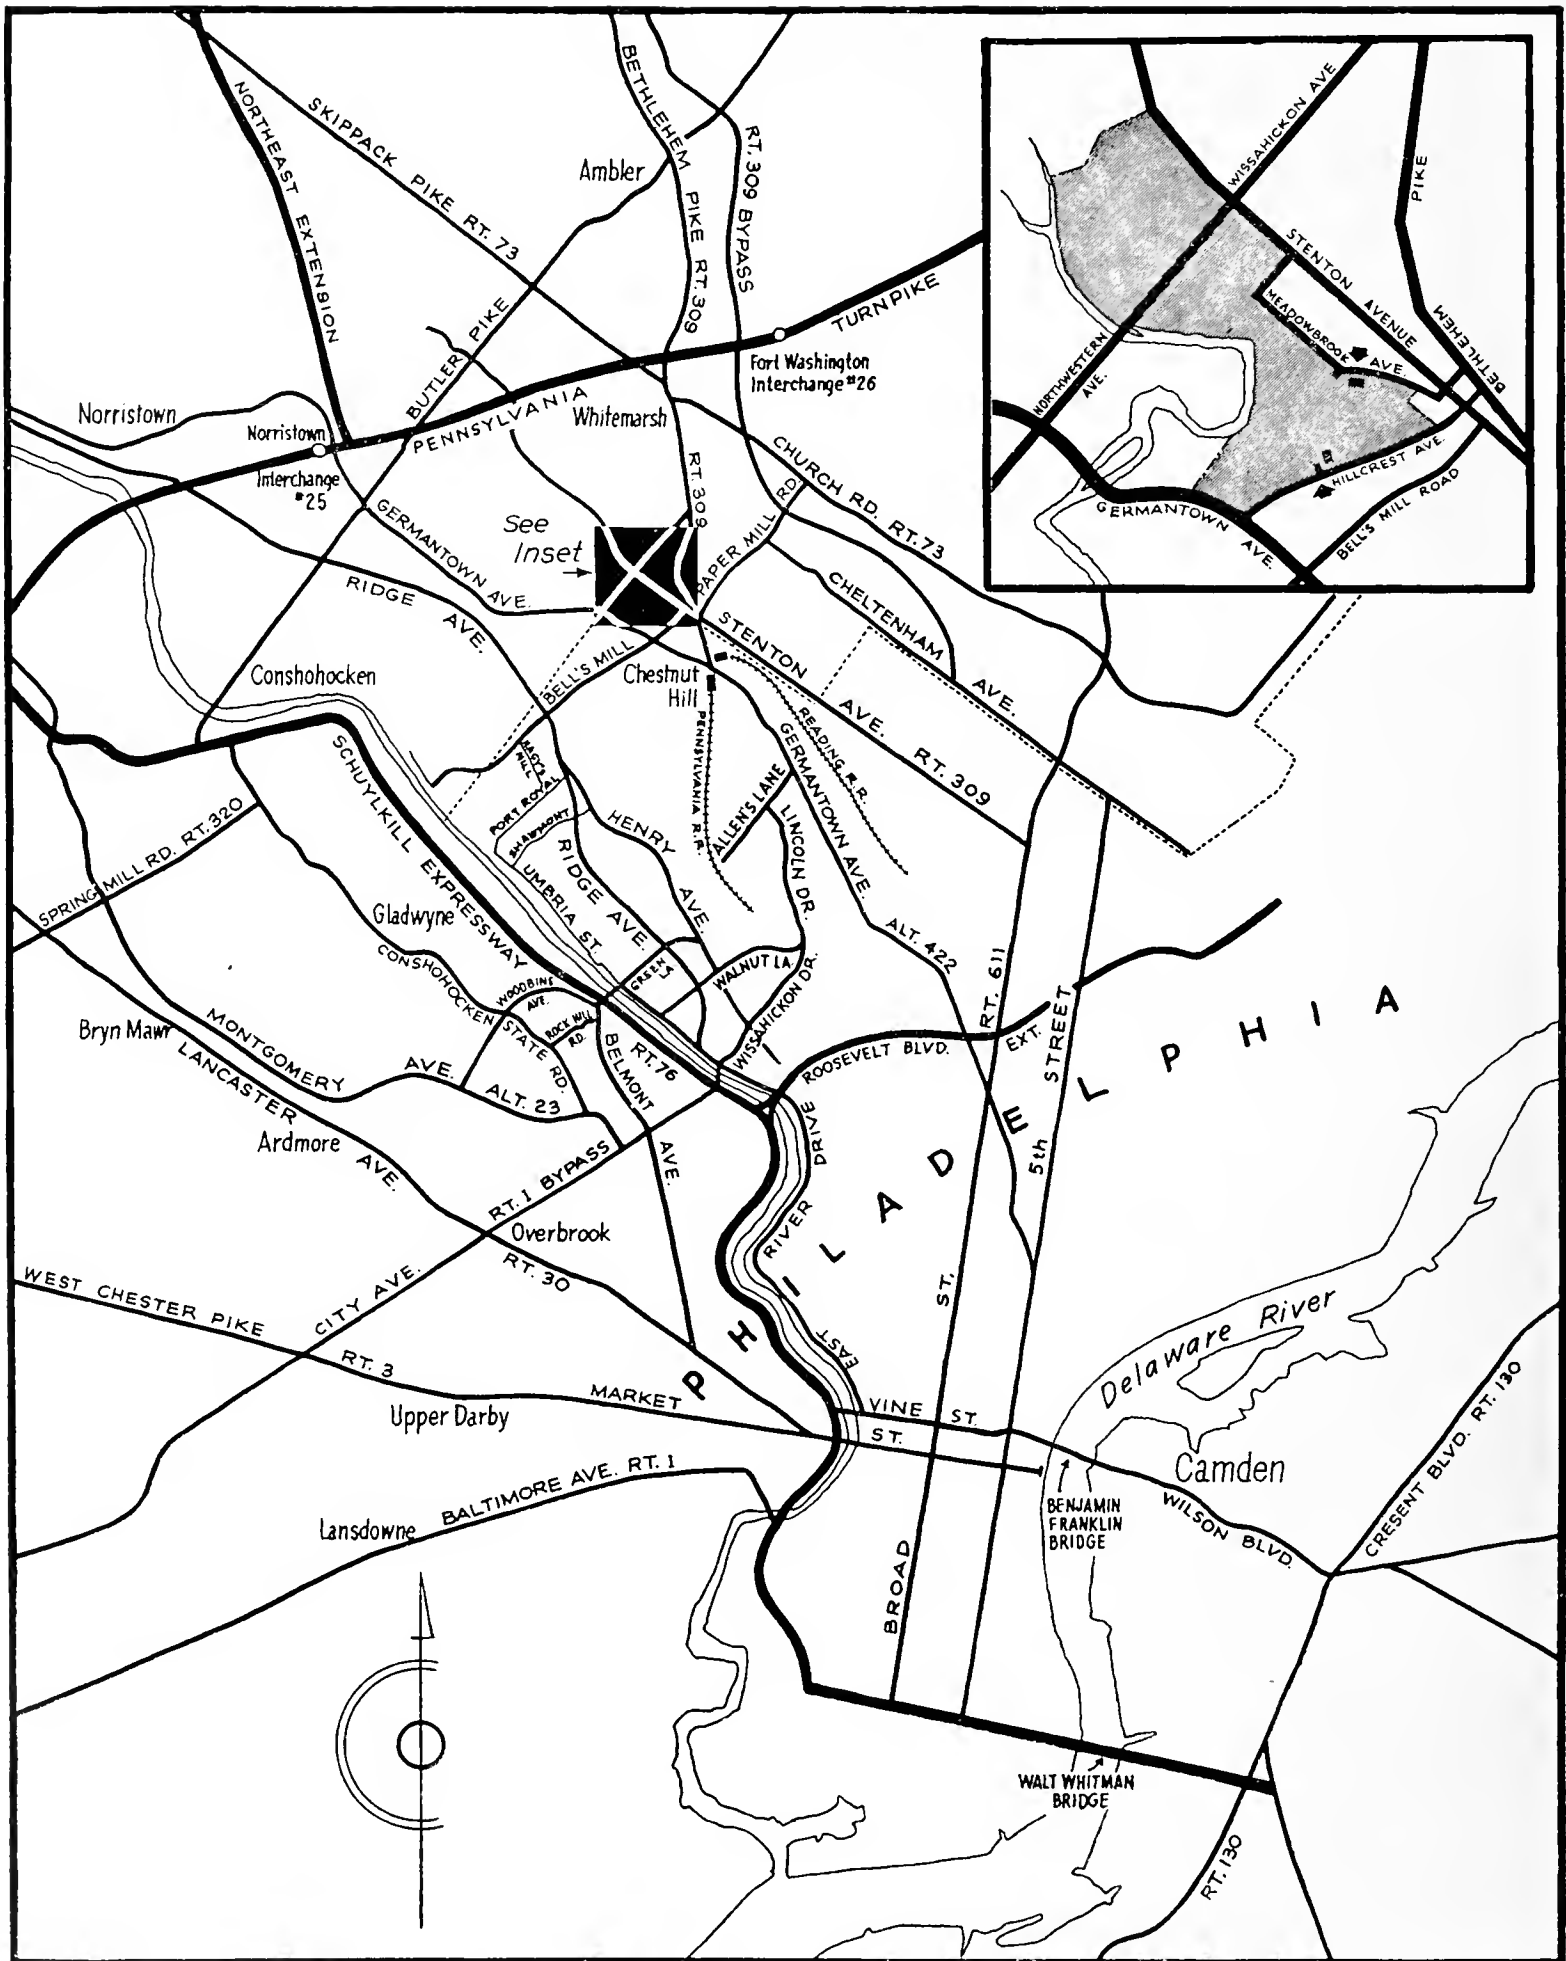 NORTHEAST EXTENSION
SKIPPACK PIKE RT. 73
BETHLEHEM PIKE RT. 309
RT. 309 BYPASS
Ambler
WISSAHICKON AVE
PIKE
STENTON AVENUE
MEADOWBROOK AVE.
BETHLEHEM
NORTHWESTERN
AVE.
HILLCREST AVE.
BELL'S MILL ROAD
GERMANTOWN AVE.
TURNPIKE
BUTLER PIKE
PENNSYLVANIA
Fort Washington
Interchange #26
Whitemarsh
Norristown
Norristown
Interchange
#25
RT. 309
CHURCH RD. RT. 73
PAPER MILL RD
See
Inset
GERMANTOWN AVE.
RIDGE AVE.
CHELTENHAM AVE.
STENTON AVE. RT. 309
BELL'S MILL
Chestnut
Hill
Conshohocken
PENNSYLVANIA R.R.
READING R.R.
GERMANTOWN AVE.
ALLEN'S LANE
LINCOLN DR.
SCHUYLKILL EXPRESSWAY
HAGY'S
MILL
PORT ROYAL
SHAWMONT
HENRY AVE.
RIDGE AVE.
UMBRIA ST.
SPRING MILL RD. RT. 320
Gladwyne
CONSHOHOCKEN STATE RD.
WOODBINE
AVE.
ROCK HILL
RD.
GREEN LA
WALNUT LA.
WISSAHICKON DR.
ALT. 422
RT. 611
EXT.
5th STREET
ROOSEVELT BLVD.
Bryn Mawr
MONTGOMERY AVE.
ALT. 23
LANCASTER AVE.
Ardmore
RT. 76
BELMONT AVE.
RT. 1 BYPASS
CITY AVE.
Overbrook
RT. 30
EAST RIVER DRIVE
PHILADELPHIA
WEST CHESTER PIKE
RT. 3
MARKET ST.
Upper Darby
VINE ST.
BALTIMORE AVE. RT. 1
Lansdowne
BROAD ST.
Delaware River
Camden
BENJAMIN
FRANKLIN
BRIDGE
WILSON BLVD.
CRESENT BLVD. RT. 130
WALT WHITMAN
BRIDGE
RT. 130